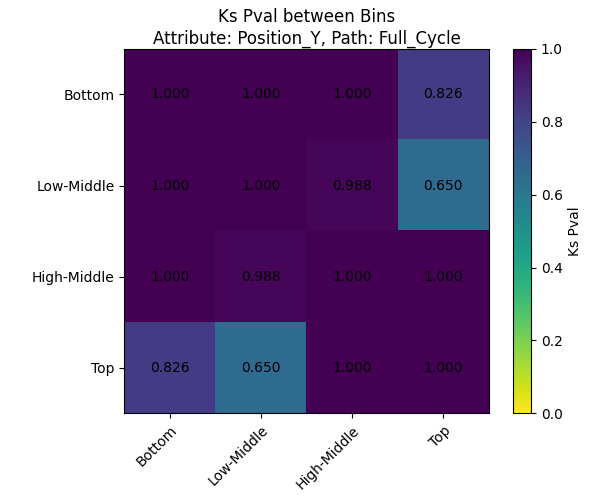 Ks Pval between Bins
Attribute: Position_Y, Path: Full_Cycle
Bottom 1.000 1.000 1.000 0.826
Low-Middle 1.000 1.000 0.988 0.650
High-Middle 1.000 0.988 1.000 1.000
Top 0.826 0.650 1.000 1.000
Bottom Low-Middle High-Middle Top
1.0
0.8
0.6
0.4
0.2
0.0
Ks Pval